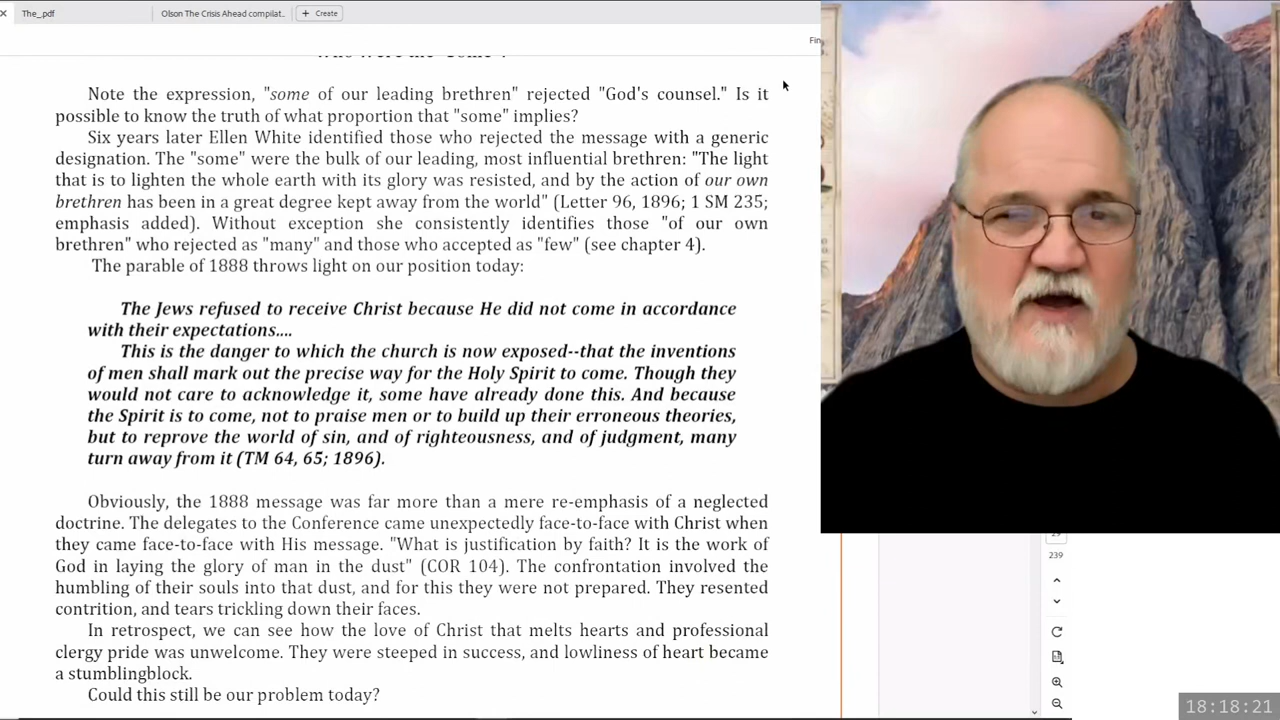 The_.pdf
Olson The Crisis Ahead compilat..
+ Create
Fin
Note the expression, "some of our leading brethren" rejected "God's counsel." Is it
possible to know the truth of what proportion that "some" implies?
Six years later Ellen White identified those who rejected the message with a generic
designation. The "some" were the bulk of our leading, most influential brethren: "The light
that is to lighten the whole earth with its glory was resisted, and by the action of our own
brethren has been in a great degree kept away from the world" (Letter 96, 1896; 1 SM 235;
emphasis added). Without exception she consistently identifies those "of our own
brethren" who rejected as "many" and those who accepted as "few" (see chapter 4).
The parable of 1888 throws light on our position today:
The Jews refused to receive Christ because He did not come in accordance
with their expectations....
This is the danger to which the church is now exposed--that the inventions
of men shall mark out the precise way for the Holy Spirit to come. Though they
would not care to acknowledge it, some have already done this. And because
the Spirit is to come, not to praise men or to build up their erroneous theories,
but to reprove the world of sin, and of righteousness, and of judgment, many
turn away from it (TM 64, 65; 1896).
Obviously, the 1888 message was far more than a mere re-emphasis of a neglected
doctrine. The delegates to the Conference came unexpectedly face-to-face with Christ when
they came face-to-face with His message. "What is justification by faith? It is the work of
God in laying the glory of man in the dust" (COR 104). The confrontation involved the
humbling of their souls into that dust, and for this they were not prepared. They resented
contrition, and tears trickling down their faces.
In retrospect, we can see how the love of Christ that melts hearts and professional
clergy pride was unwelcome. They were steeped in success, and lowliness of heart became
a stumblingblock.
Could this still be our problem today?
239
18:18:21